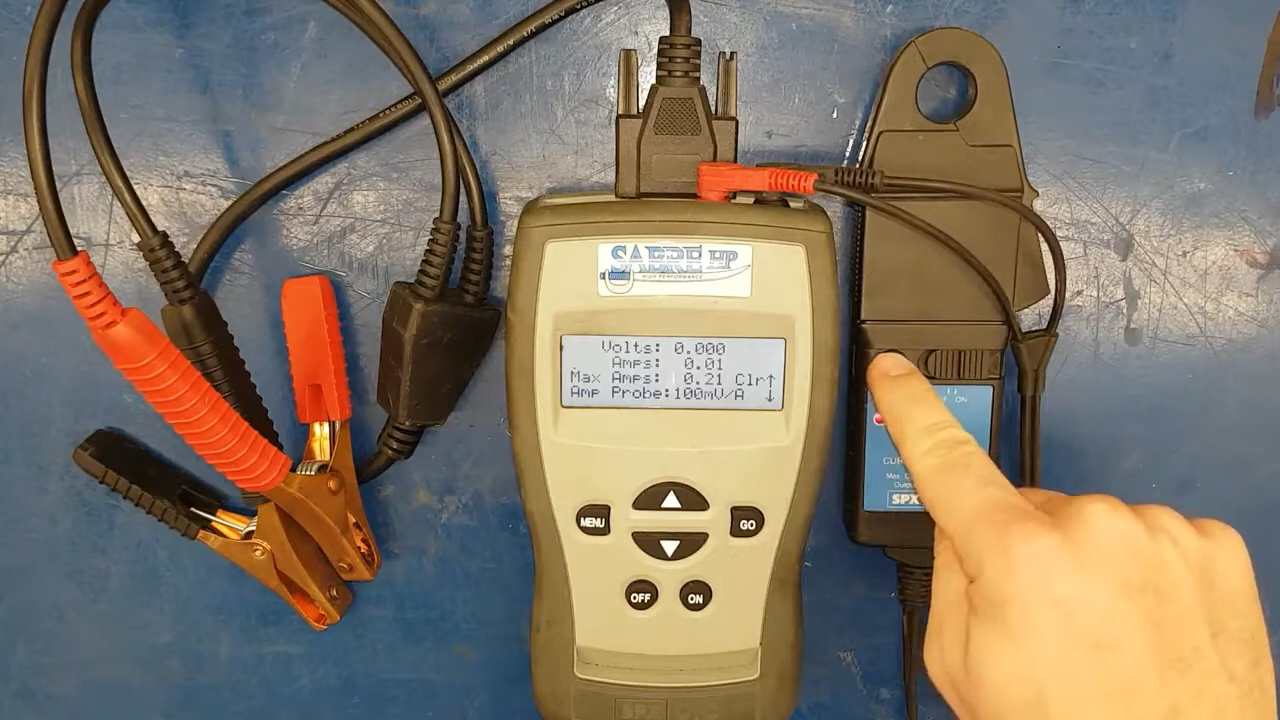 SABRE HP
HIGH PERFORMANCE
Volts: 0.000
Amps: 0.01
Max Amps: 0.21 Clr↑
Amp Probe:100mV/A ↓
MENU
GO
OFF
ON
ON
SPX
SPX